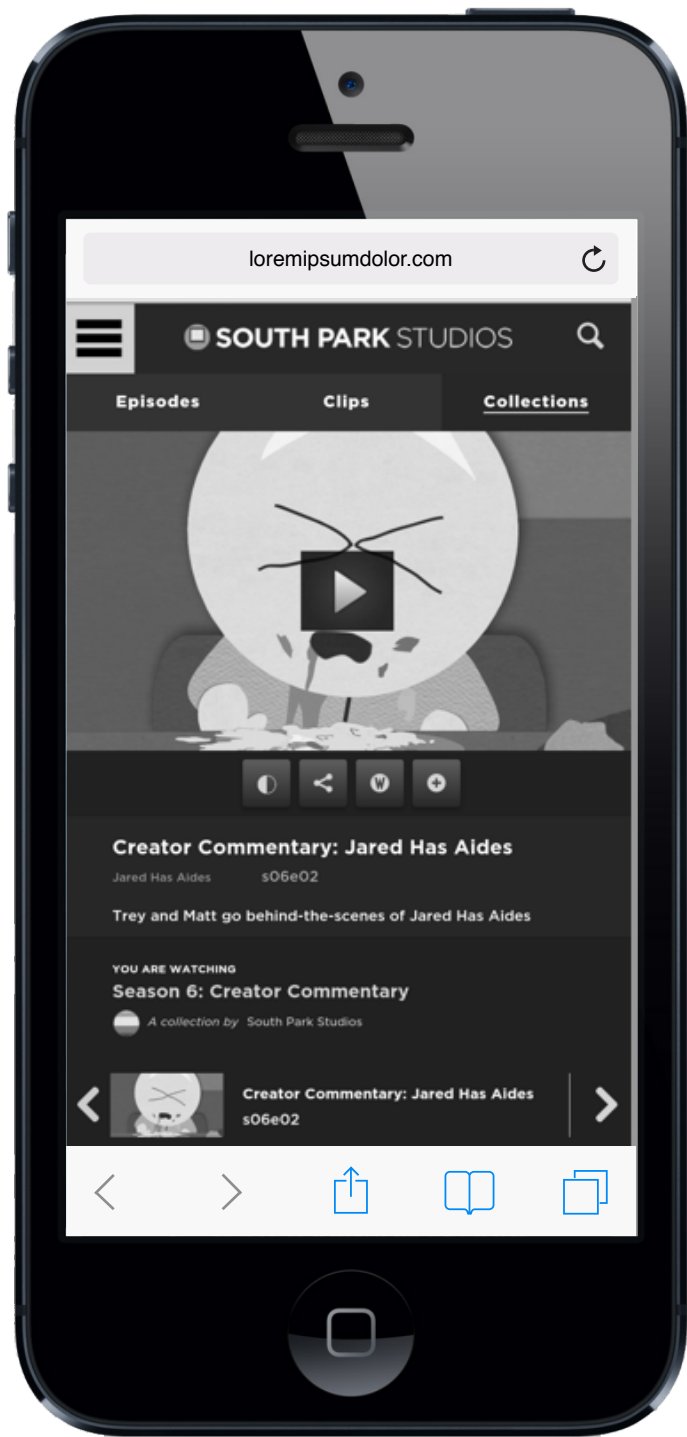 loremipsumdolor.com
SOUTH PARK STUDIOS
Episodes Clips Collections
W
Creator Commentary: Jared Has Aides
Jared Has Aides s06e02
Trey and Matt go behind-the-scenes of Jared Has Aides
YOU ARE WATCHING
Season 6: Creator Commentary
A collection by South Park Studios
Creator Commentary: Jared Has Aides
s06e02